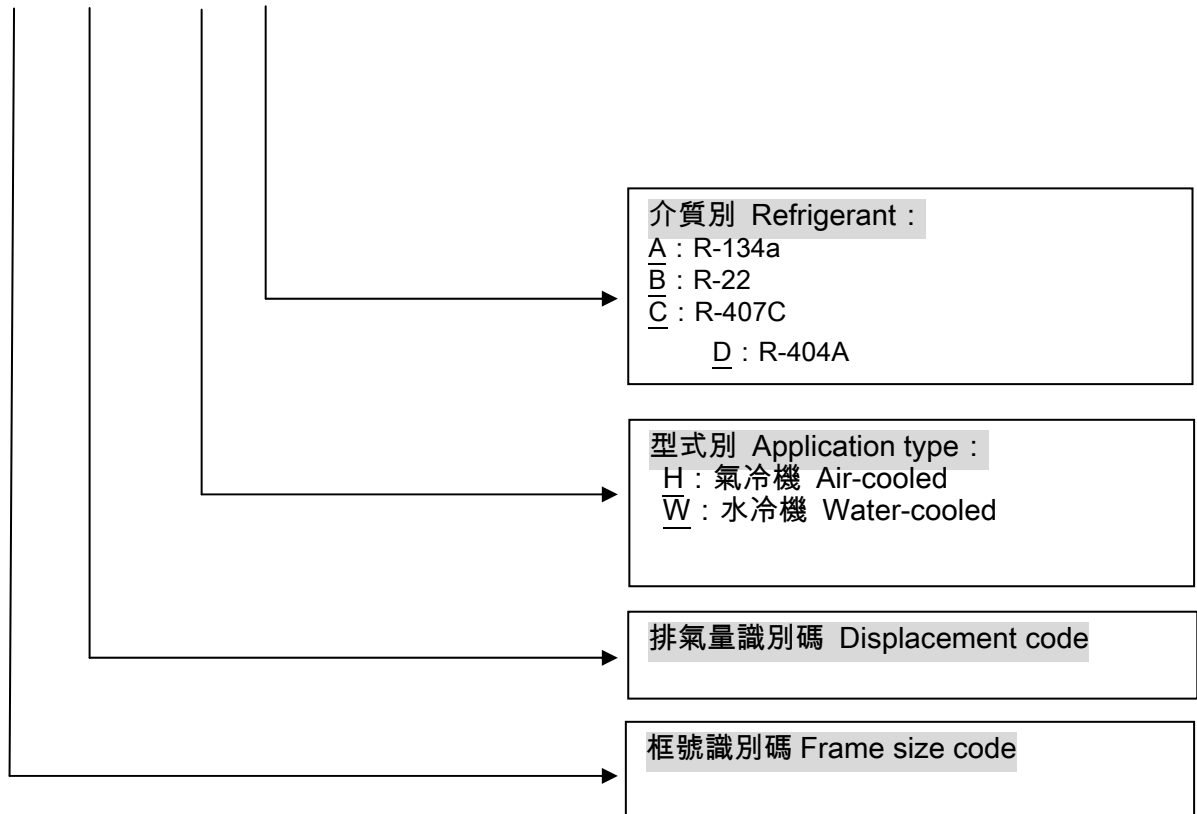 介質別 Refrigerant：
A：R-134a
B：R-22
C：R-407C
D：R-404A
型式別 Application type：
H：氣冷機 Air-cooled
W：水冷機 Water-cooled
排氣量識別碼 Displacement code
框號識別碼 Frame size code